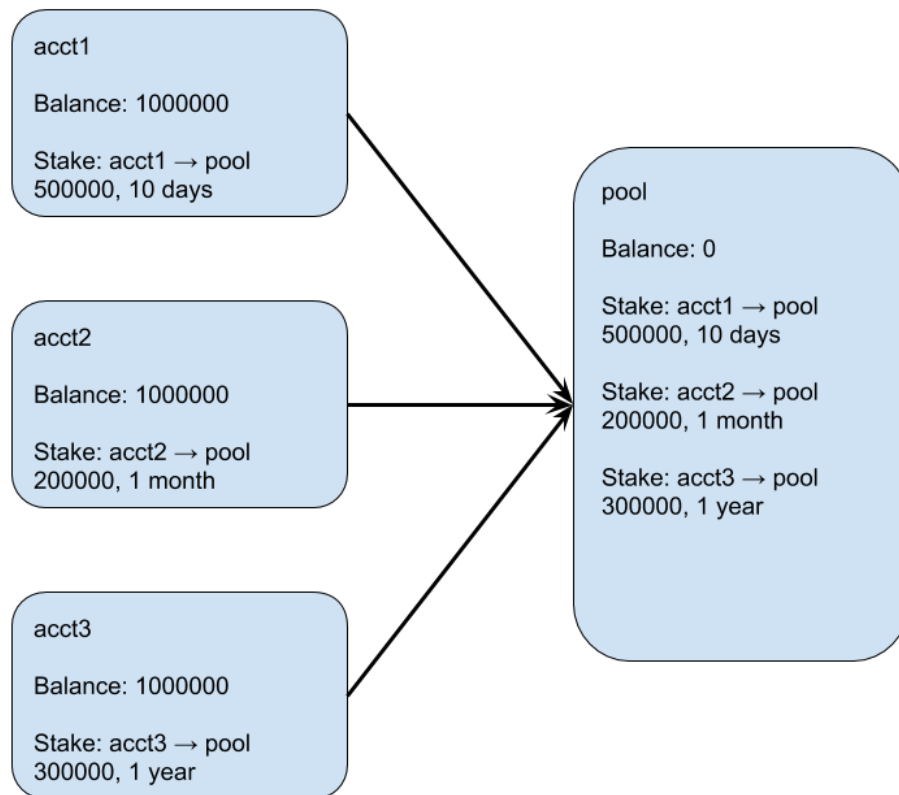 acct1
Balance: 1000000
Stake: acct1 → pool
500000, 10 days
acct2
Balance: 1000000
Stake: acct2 → pool
200000, 1 month
acct3
Balance: 1000000
Stake: acct3 → pool
300000, 1 year
pool
Balance: 0
Stake: acct1 → pool
500000, 10 days
Stake: acct2 → pool
200000, 1 month
Stake: acct3 → pool
300000, 1 year